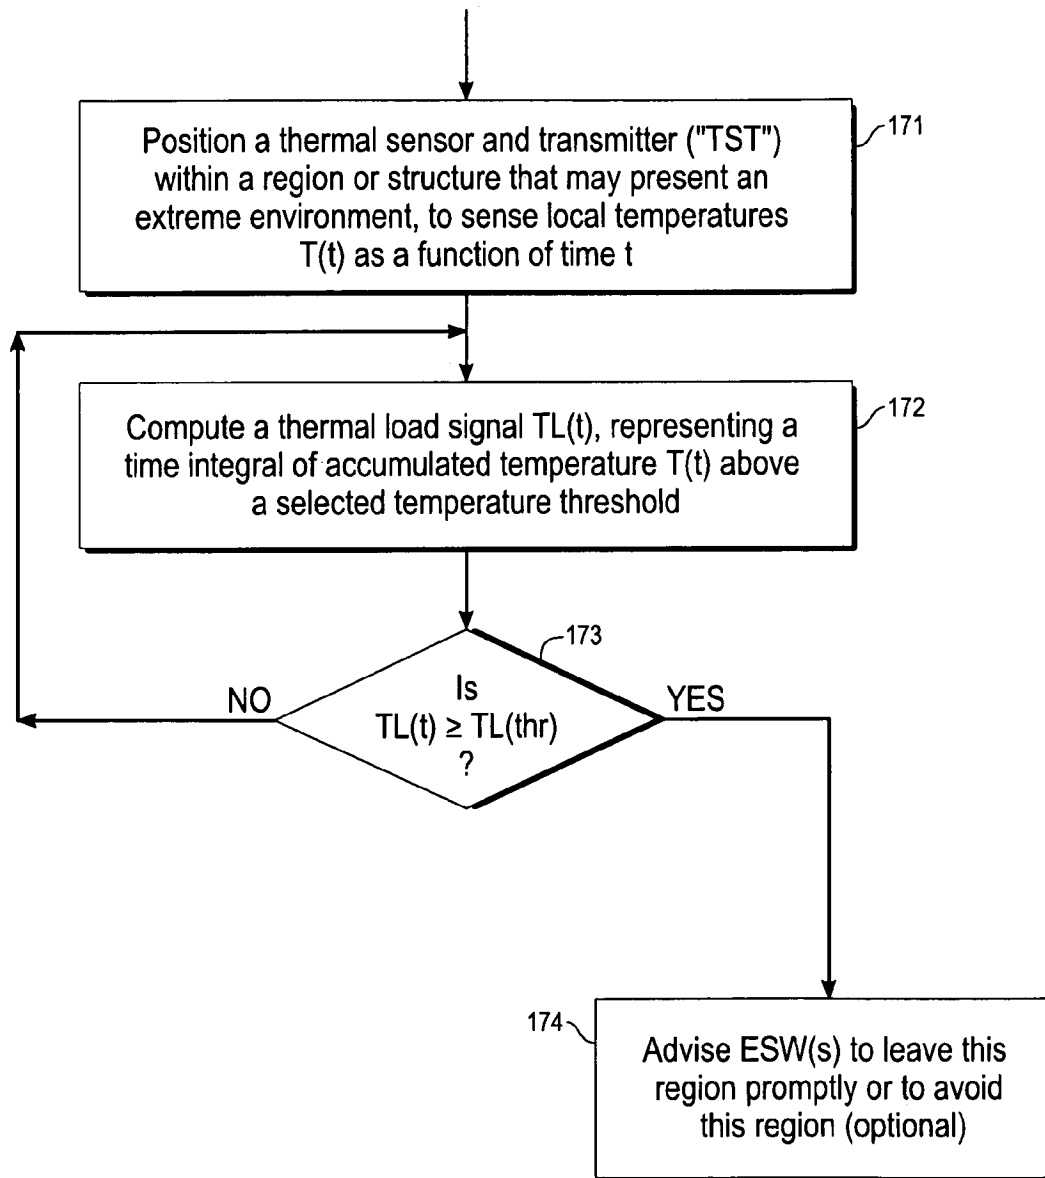 Position a thermal sensor and transmitter ("TST")
within a region or structure that may present an
extreme environment, to sense local temperatures
T(t) as a function of time t
171
Compute a thermal load signal TL(t), representing a
time integral of accumulated temperature T(t) above
a selected temperature threshold
172
173
Is
TL(t) ≥ TL(thr)
?
NO
YES
174
Advise ESW(s) to leave this
region promptly or to avoid
this region (optional)